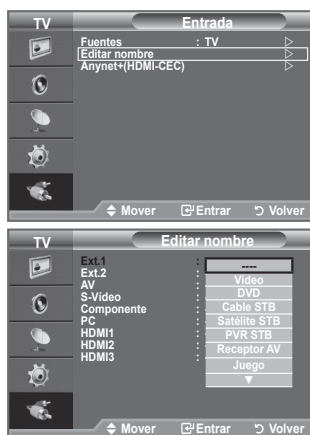 TV Entrada
Fuentes : TV ▷
Editar nombre ▷
Anynet+(HDMI-CEC) ▷
Mover Entrar Volver
TV Editar nombre
Ext.1 : ----
Ext.2 : Vídeo
AV : DVD
S-Vídeo : Cable STB
Componente : Satélite STB
PC : PVR STB
HDMI1 : Receptor AV
HDMI2 : Juego
HDMI3 : ▼
Mover Entrar Volver